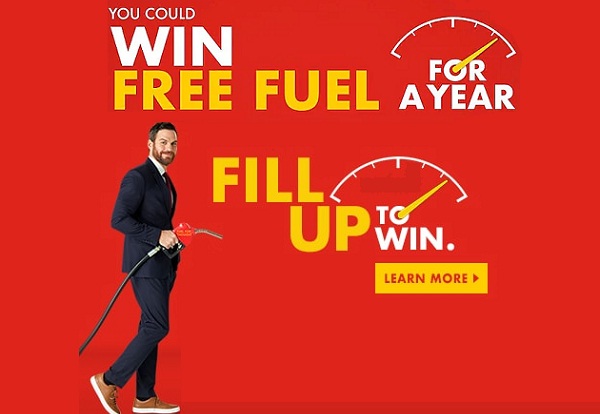 YOU COULD
WIN
FREE FUEL
FOR
A YEAR
FILL
UP
TO
WIN.
LEARN MORE